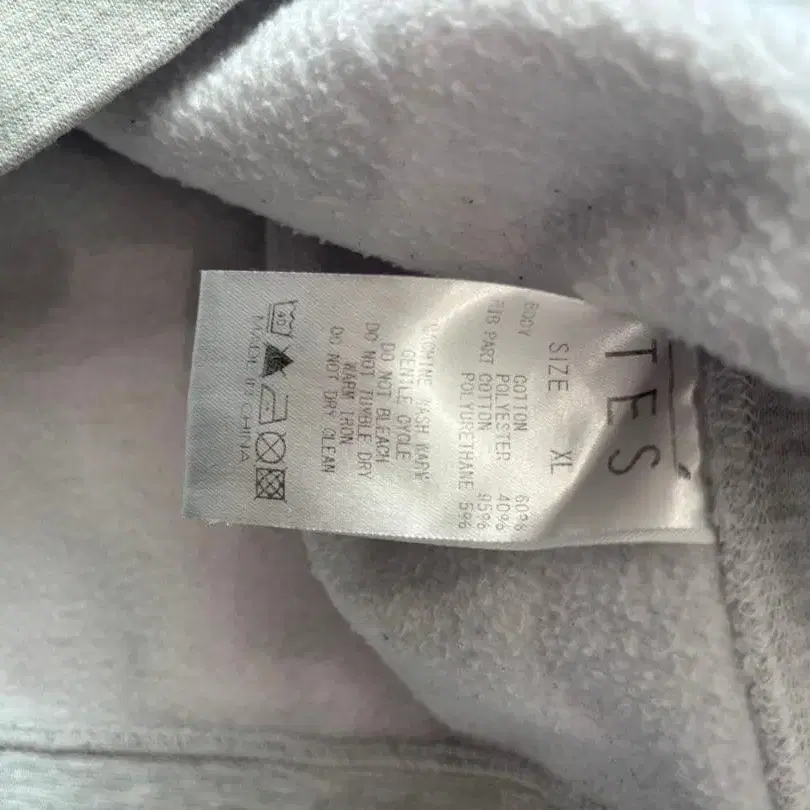 TES
SIZE XL
BODY COTTON 60%
POLYESTER 40%
RIB PART COTTON 95%
POLYURETHANE 5%
WASH WARM
GENTLE CYCLE
DO NOT BLEACH
DO NOT TUMBLE DRY
WARM IRON
DO NOT DRY CLEAN
40
MADE IN CHINA